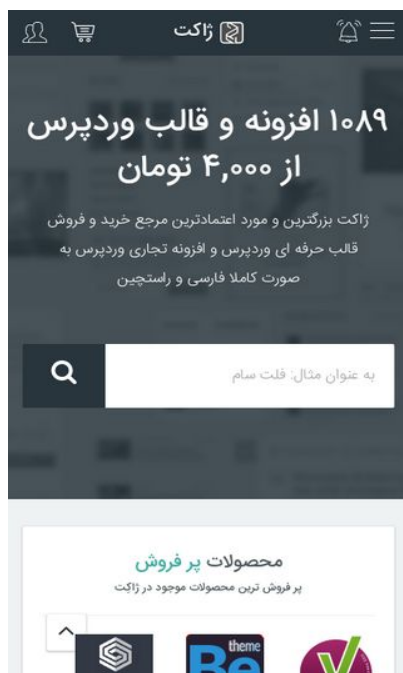 ژاکت
۱۰۸۹ افزونه و قالب وردپرس
از ۴,۰۰۰ تومان
ژاکت بزرگترین و مورد اعتمادترین مرجع خرید و فروش
قالب حرفه ای وردپرس و افزونه تجاری وردپرس به
صورت کاملا فارسی و راستچین
به عنوان مثال: فلت سام
محصولات پر فروش
پر فروش ترین محصولات موجود در ژاکِت
theme
Be